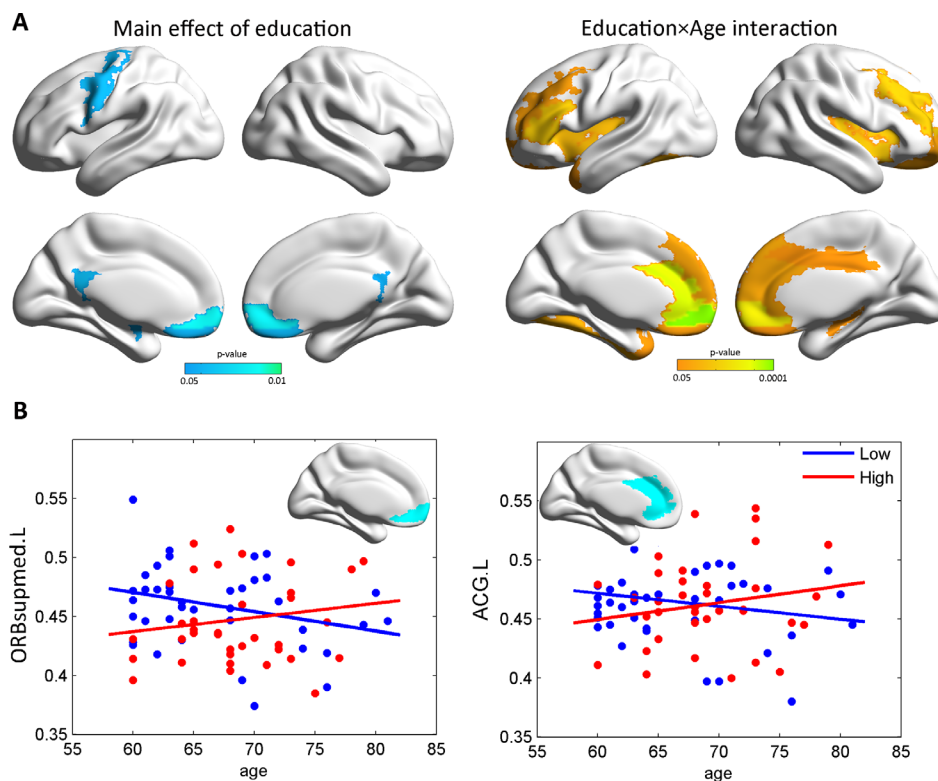 A
Main effect of education
Education×Age interaction
p-value
0.05
0.01
p-value
0.05
0.0001
B
ORBsupmed.L
0.55
0.5
0.45
0.4
0.35
55
60
65
70
75
80
85
age
ACG.L
0.55
0.5
0.45
0.4
0.35
55
60
65
70
75
80
85
age
Low
High